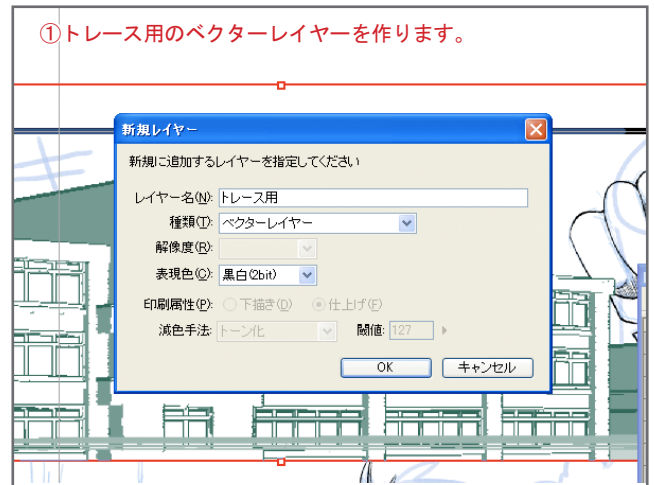 ①トレース用のベクターレイヤーを作ります。
新規レイヤー
新規に追加するレイヤーを指定してください
レイヤー名(N): トレース用
種類(T): ベクターレイヤー
解像度(R):
表現色(C): 黒白(2bit)
印刷属性(P): 下描き(D) 仕上げ(F)
減色手法: トーン化 閾値: 127
OK キャンセル